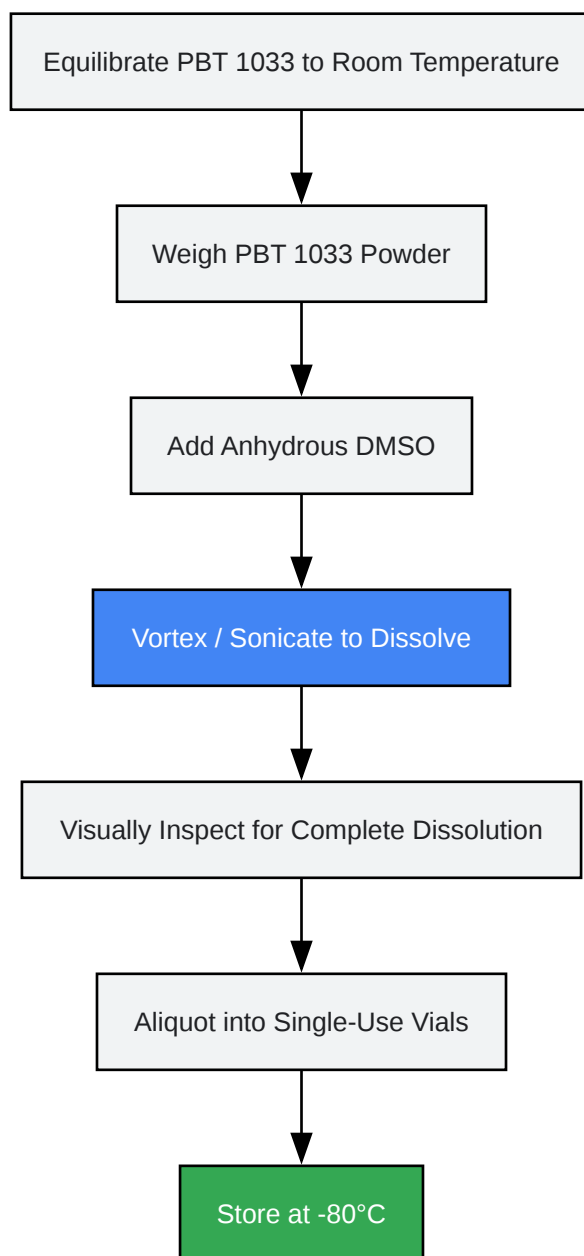 Equilibrate PBT 1033 to Room Temperature
Weigh PBT 1033 Powder
Add Anhydrous DMSO
Vortex / Sonicate to Dissolve
Visually Inspect for Complete Dissolution
Aliquot into Single-Use Vials
Store at -80°C